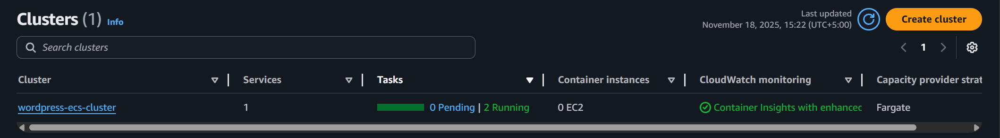 Clusters (1) Info
Last updated
November 18, 2025, 15:22 (UTC+5:00)
Create cluster
Search clusters
1
Cluster Services Tasks Container instances CloudWatch monitoring Capacity provider strat
wordpress-ecs-cluster 1 0 Pending | 2 Running 0 EC2 Container Insights with enhanced Fargate